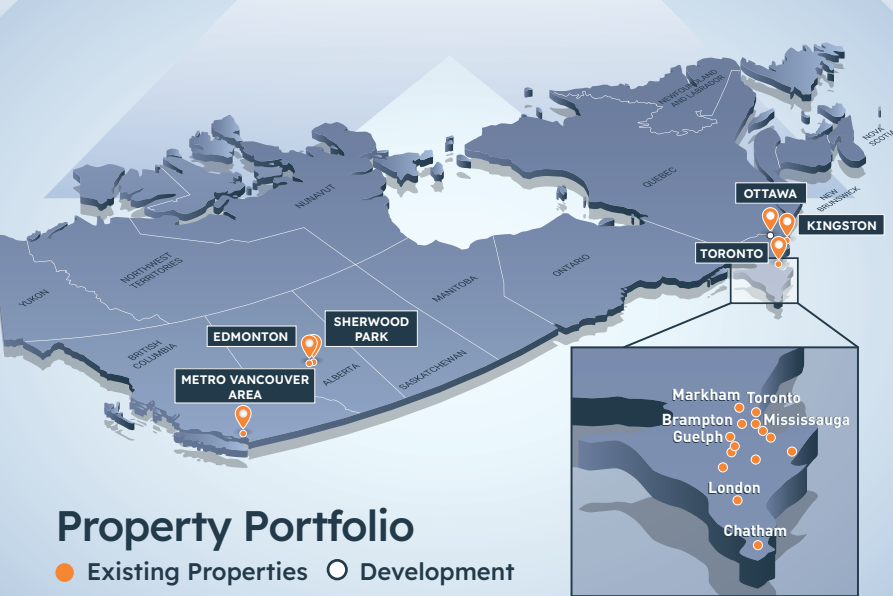 NEWFOUNDLAND
AND LABRADOR
NOVA
SCOTIA
QUEBEC
OTTAWA
NEW
BRUNSWICK
KINGSTON
TORONTO
NUNAVUT
NORTHWEST
TERRITORIES
YUKON
ONTARIO
MANITOBA
EDMONTON
SHERWOOD
PARK
BRITISH
COLUMBIA
ALBERTA
SASKATCHEWAN
METRO VANCOUVER
AREA
Markham
Toronto
Brampton
Mississauga
Guelph
London
Chatham
Property Portfolio
Existing Properties
Development